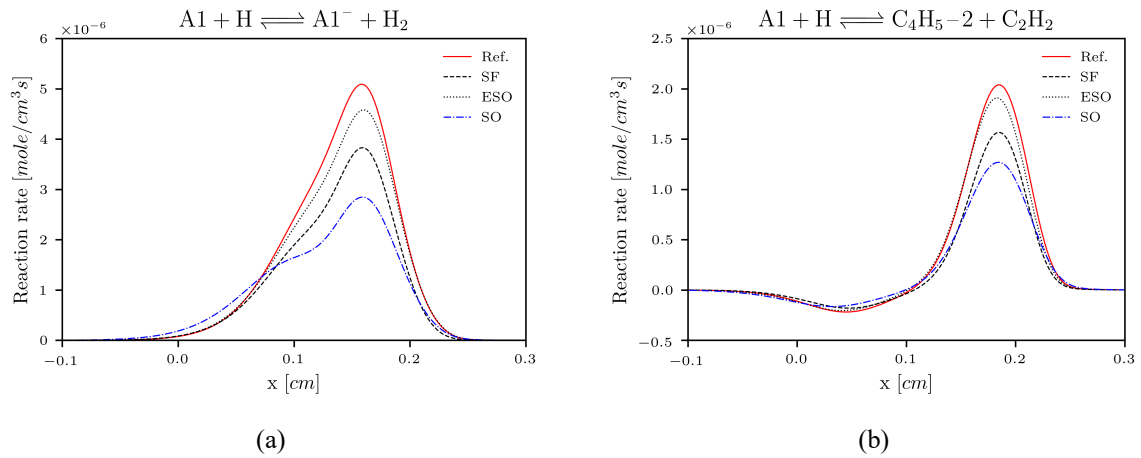 A1 + H ⇌ A1⁻ + H₂
×10⁻⁶
Reaction rate [mole/cm³s]
6
5
4
3
2
1
0
−0.1
0.0
0.1
0.2
0.3
x [cm]
Ref.
SF
ESO
SO
(a)
A1 + H ⇌ C₄H₅−2 + C₂H₂
×10⁻⁶
Reaction rate [mole/cm³s]
2.5
2.0
1.5
1.0
0.5
0.0
−0.5
−0.1
0.0
0.1
0.2
0.3
x [cm]
Ref.
SF
ESO
SO
(b)